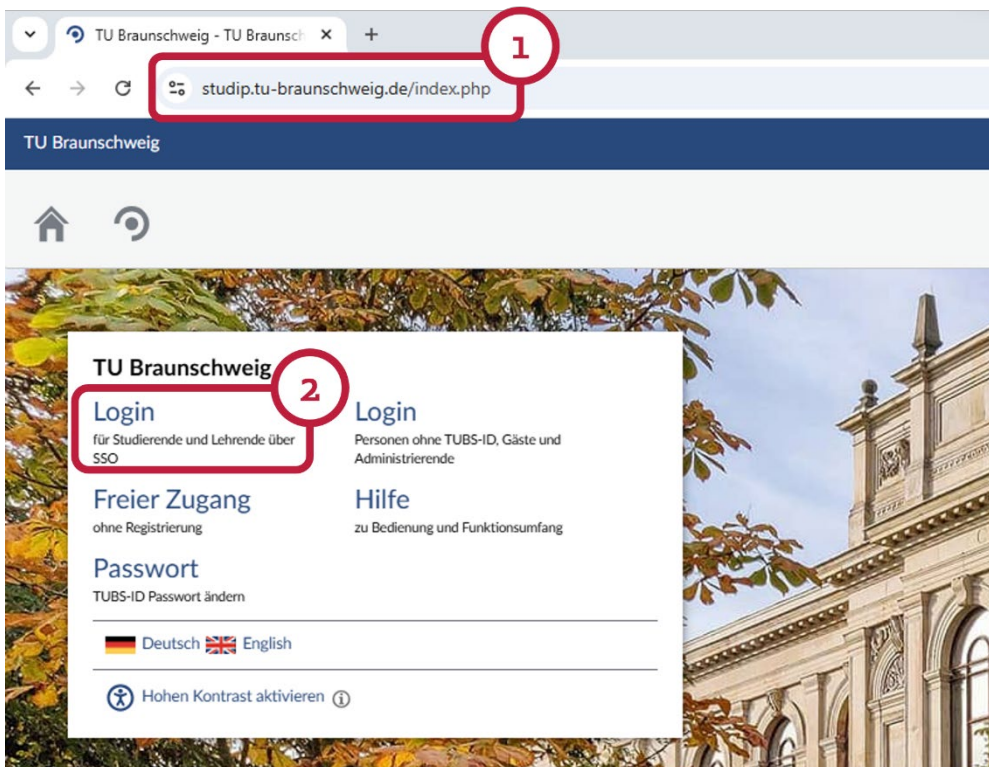 TU Braunschweig - TU Braunsch
1
studip.tu-braunschweig.de/index.php
TU Braunschweig
TU Braunschweig
2
Login
für Studierende und Lehrende über
SSO
Login
Personen ohne TUBS-ID, Gäste und
Administrierende
Freier Zugang
ohne Registrierung
Hilfe
zu Bedienung und Funktionsumfang
Passwort
TUBS-ID Passwort ändern
Deutsch English
Hohen Kontrast aktivieren